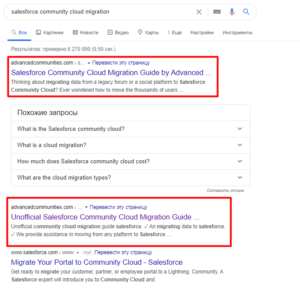 salesforce community cloud migration
Все
Картинки
Новости
Видео
Карты
Ещё
Настройки
Инструменты
Результатов: примерно 6 270 000 (0,50 сек.)
advancedcommunities.com › s... ▾ Перевести эту страницу
Salesforce Community Cloud Migration Guide by Advanced ...
Thinking about migrating data from a legacy forum or a social platform to Salesforce
Community Cloud? Ever wondered how to move the thousands of users ...
Похожие запросы
What is the Salesforce community cloud?
What is a cloud migration?
How much does Salesforce community cloud cost?
What are the cloud migration types?
Оставить отзыв
advancedcommunities.com › ... ▾ Перевести эту страницу
Unofficial Salesforce Community Cloud Migration Guide ...
Unofficial community cloud migration guide salesforce ✓ An migrating data to salesforce.
✓ We provide assistance in moving from any platform to Salesforce ...
www.salesforce.com › www ▾ PDF Перевести эту страницу
Migrate Your Portal to Community Cloud - Salesforce
Get ready to migrate your customer, partner, or employee portal to a Lightning. Community. A
Salesforce expert will introduce you to Community Cloud and